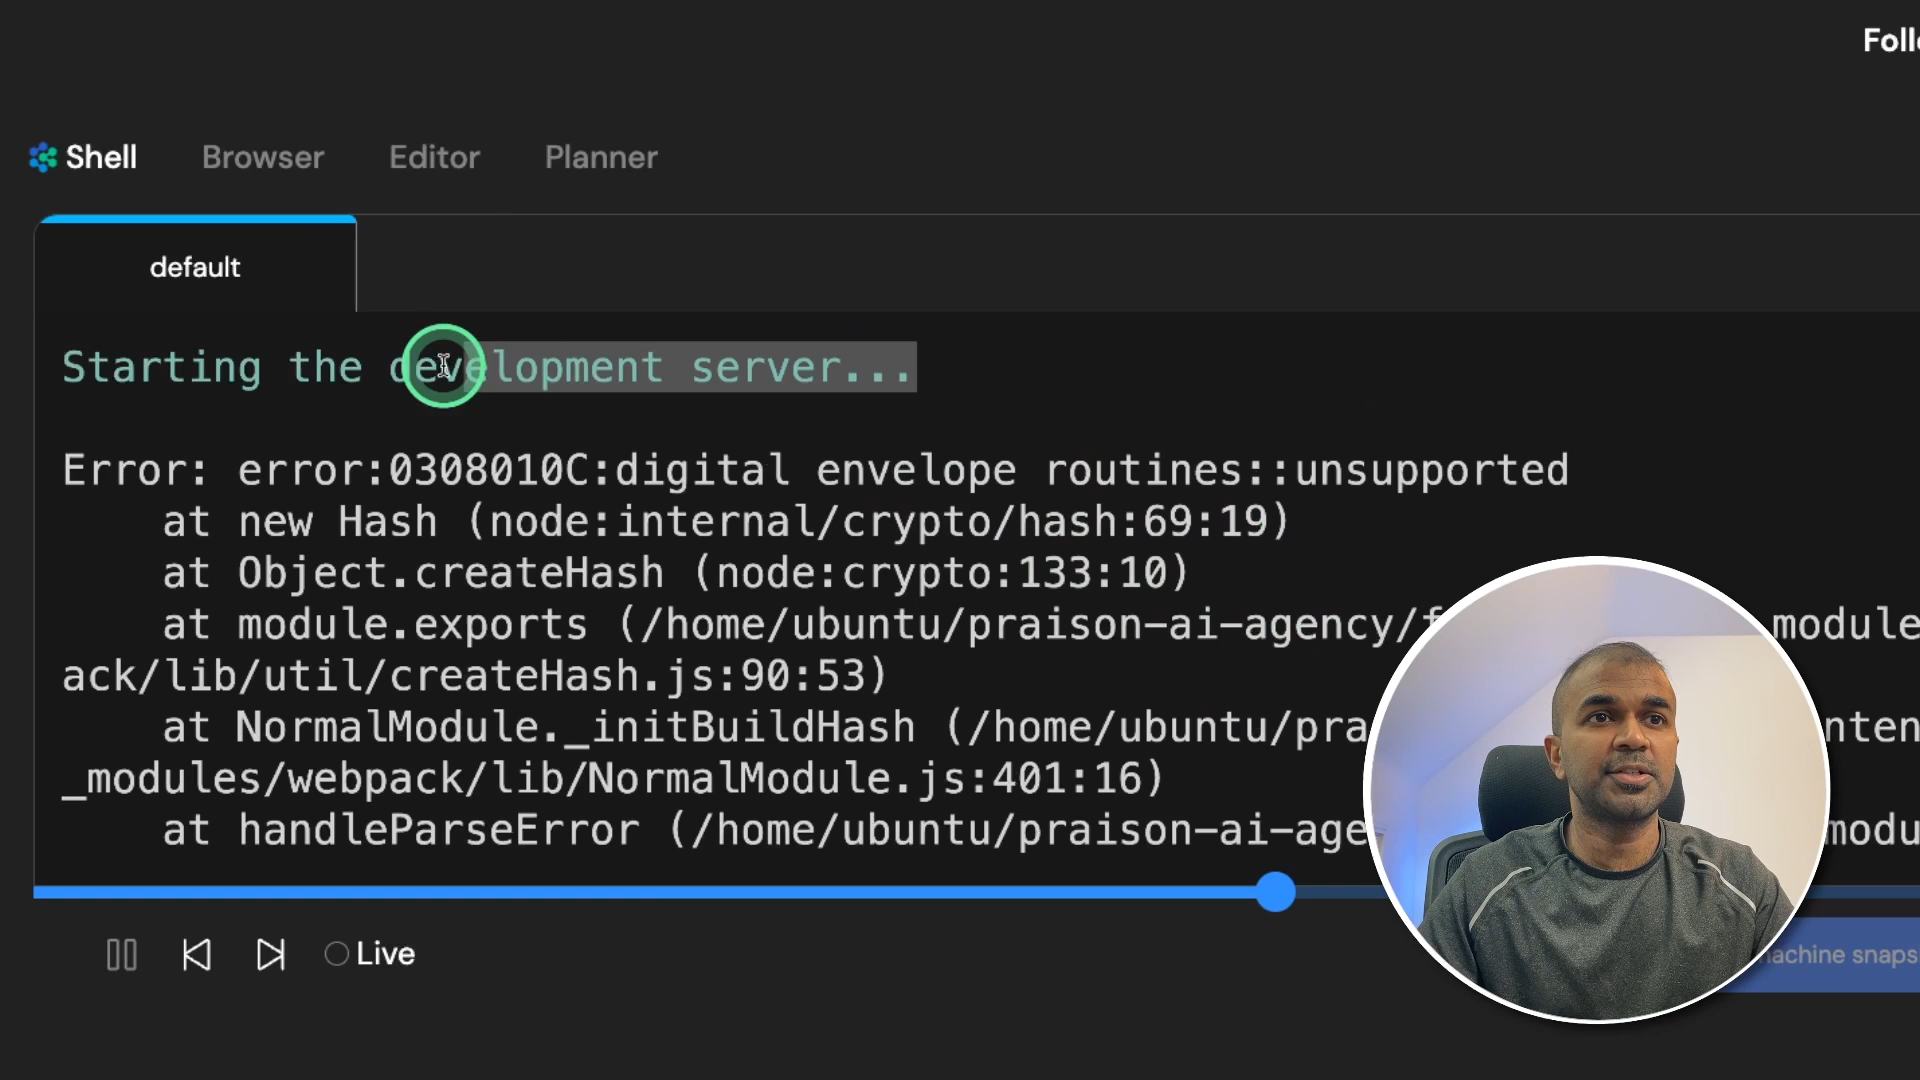 Foll
Shell Browser Editor Planner
default
Starting the development server...
Error: error:0308010C:digital envelope routines::unsupported
at new Hash (node:internal/crypto/hash:69:19)
at Object.createHash (node:crypto:133:10)
at module.exports (/home/ubuntu/praison-ai-agency/f module
ack/lib/util/createHash.js:90:53)
at NormalModule._initBuildHash (/home/ubuntu/pra nten
_modules/webpack/lib/NormalModule.js:401:16)
at handleParseError (/home/ubuntu/praison-ai-age modu
Live
achine snaps